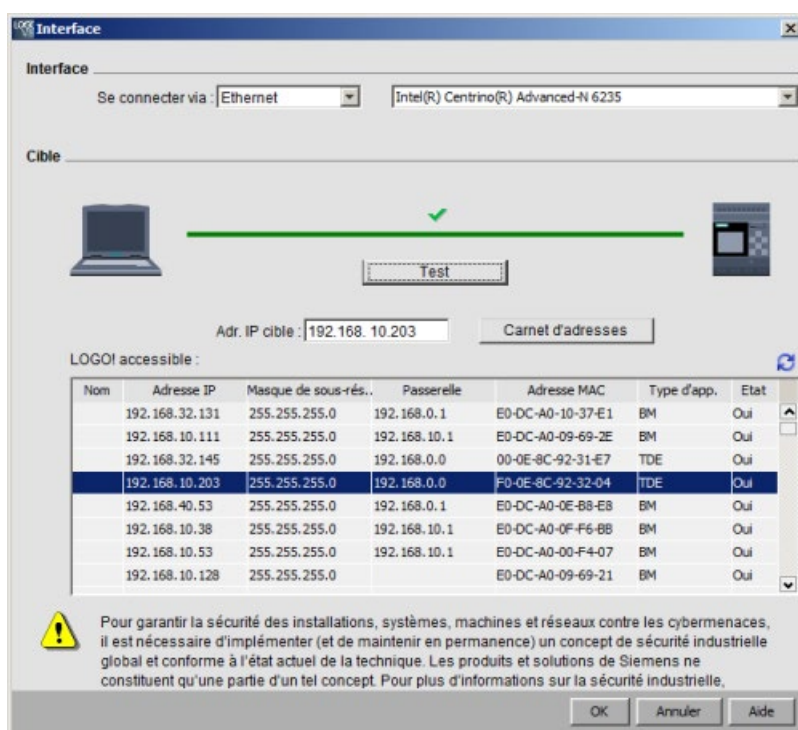 Interface
Interface
Se connecter via : Ethernet Intel(R) Centrino(R) Advanced-N 6235
Cible
Test
Adr. IP cible : 192.168. 10.203 Carnet d'adresses
LOGO! accessible :
Nom Adresse IP Masque de sous-rés.. Passerelle Adresse MAC Type d'app. Etat
192.168.32.131 255.255.255.0 192.168.0.1 E0-DC-A0-10-37-E1 BM Oui
192.168.10.111 255.255.255.0 192.168.10.1 E0-DC-A0-09-69-2E BM Oui
192.168.32.145 255.255.255.0 192.168.0.0 00-0E-8C-92-31-E7 TDE Oui
192.168.10.203 255.255.255.0 192.168.0.0 F0-0E-8C-92-32-04 TDE Oui
192.168.40.53 255.255.255.0 192.168.0.1 E0-DC-A0-0E-B8-E8 BM Oui
192.168.10.38 255.255.255.0 192.168.10.1 E0-DC-A0-0F-F6-BB BM Oui
192.168.10.53 255.255.255.0 192.168.10.1 E0-DC-A0-00-F4-07 BM Oui
192.168.10.128 255.255.255.0 E0-DC-A0-09-69-21 BM Oui
Pour garantir la sécurité des installations, systèmes, machines et réseaux contre les cybermenaces,
il est nécessaire d'implémenter (et de maintenir en permanence) un concept de sécurité industrielle
global et conforme à l'état actuel de la technique. Les produits et solutions de Siemens ne
constituent qu'une partie d'un tel concept. Pour plus d'informations sur la sécurité industrielle,
OK Annuler Aide